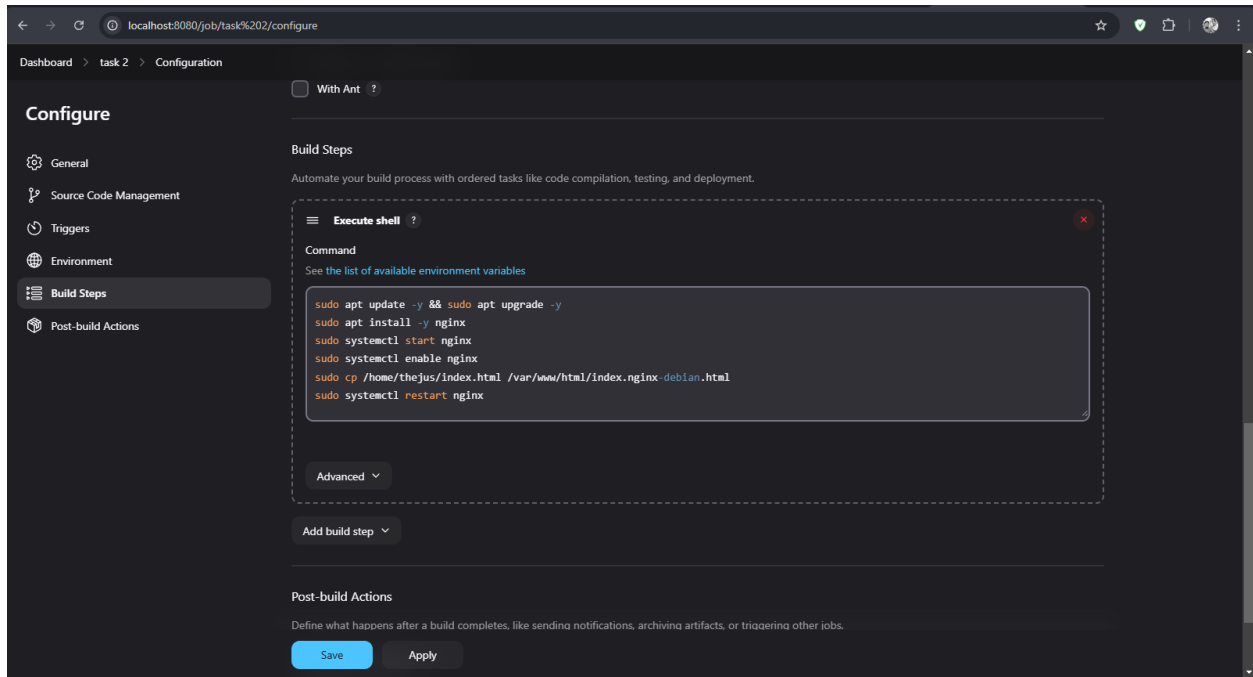 localhost:8080/job/task%202/configure
Dashboard > task 2 > Configuration
Configure
General
Source Code Management
Triggers
Environment
Build Steps
Post-build Actions
With Ant ?
Build Steps
Automate your build process with ordered tasks like code compilation, testing, and deployment.
Execute shell ?
Command
See the list of available environment variables
sudo apt update -y && sudo apt upgrade -y
sudo apt install -y nginx
sudo systemctl start nginx
sudo systemctl enable nginx
sudo cp /home/thejus/index.html /var/www/html/index.nginx-debian.html
sudo systemctl restart nginx
Advanced
Add build step
Post-build Actions
Define what happens after a build completes, like sending notifications, archiving artifacts, or triggering other jobs.
Save Apply